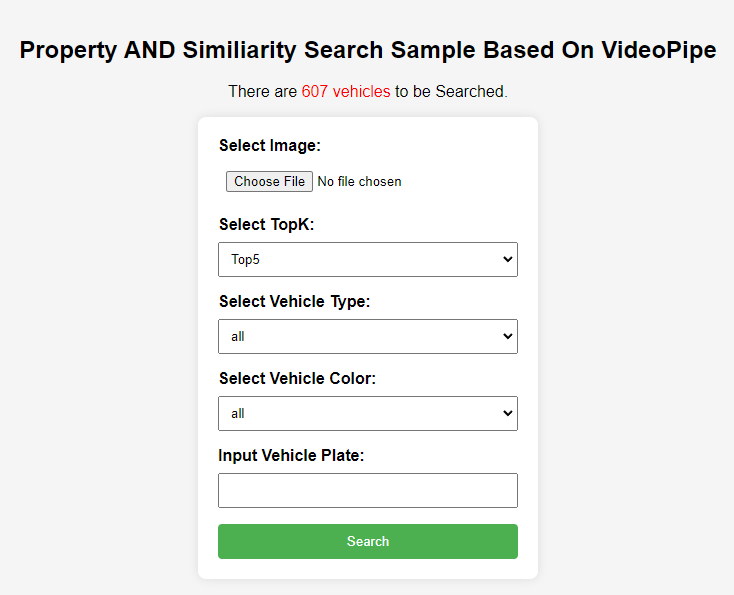 Property AND Similiarity Search Sample Based On VideoPipe
There are 607 vehicles to be Searched.
Select Image:
Choose File No file chosen
Select TopK:
Top5
Select Vehicle Type:
all
Select Vehicle Color:
all
Input Vehicle Plate:
Search